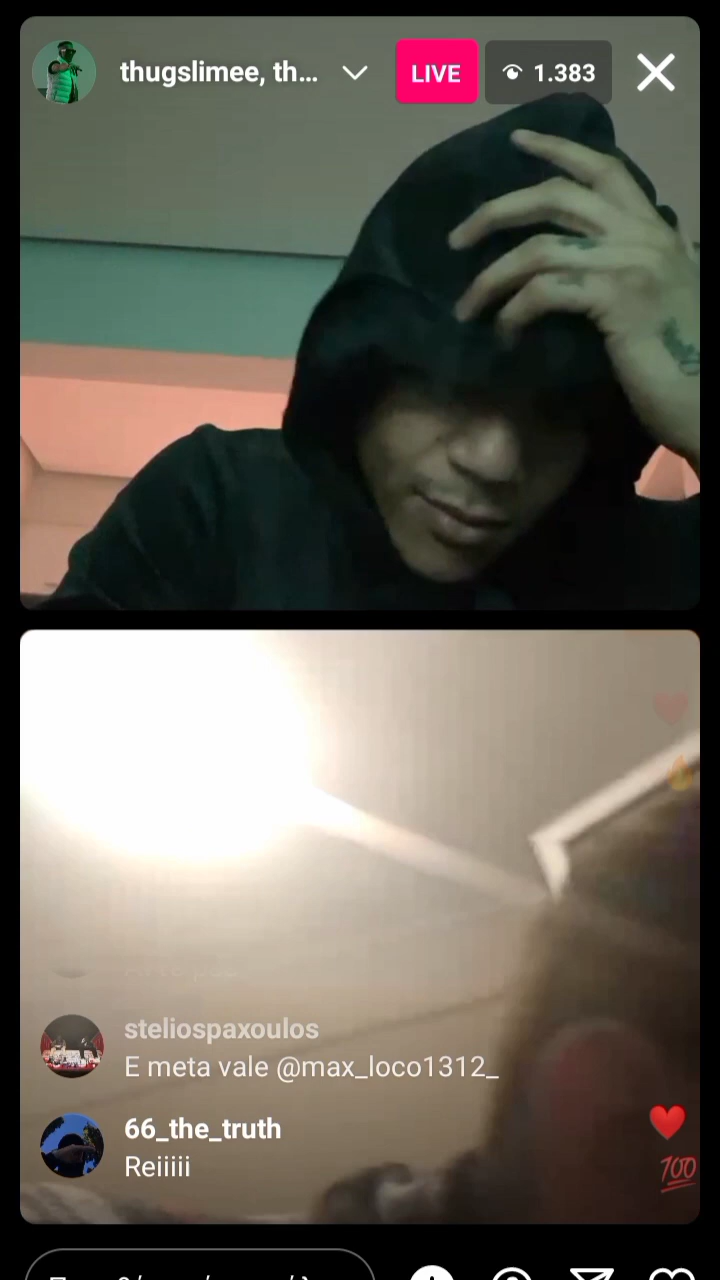 thugslimee, th...
LIVE
1.383
steliospaxoulos
E meta vale @max_loco1312_
66_the_truth
Reiiiii
100